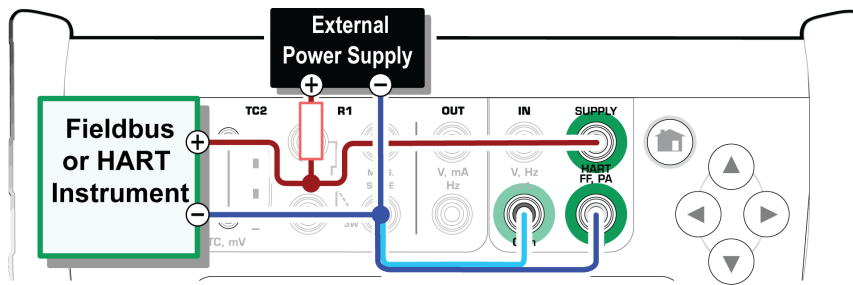 External
Power Supply
+
−
TC2
R1
OUT
IN
SUPPLY
Fieldbus
or HART
Instrument
+
−
V, mA
Hz
V, Hz
HART
FF, PA
3W
TC, mV